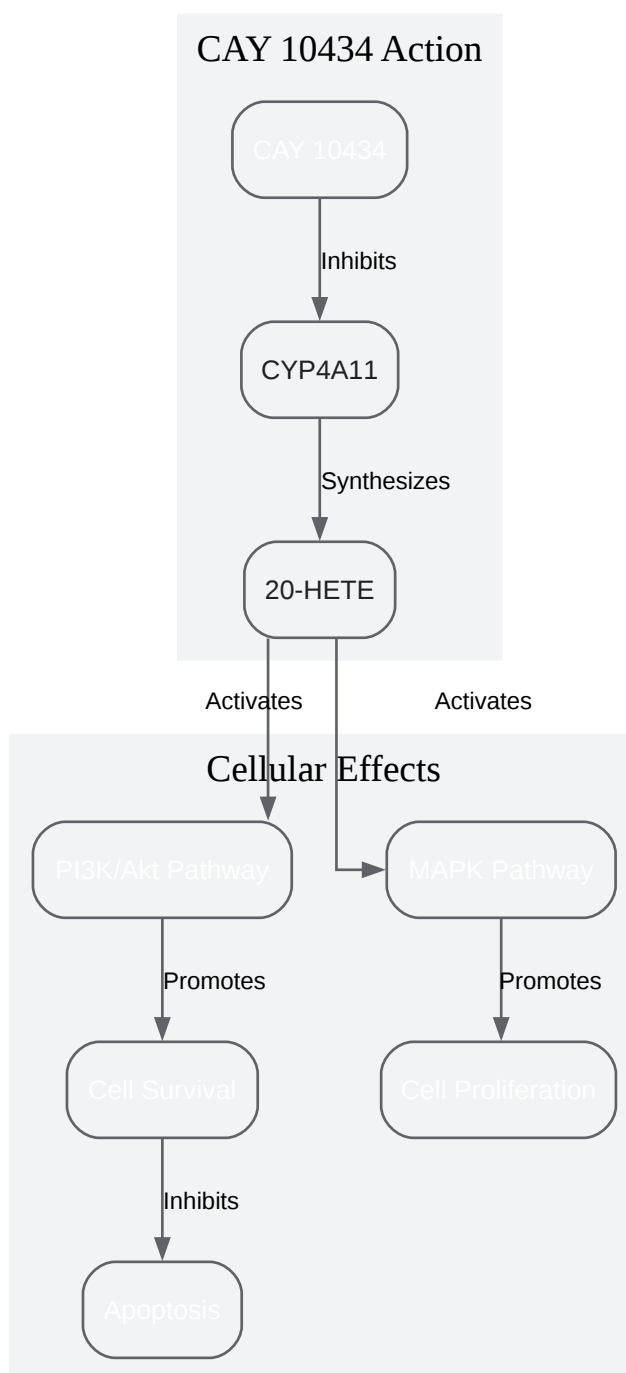 CAY 10434 Action
CAY 10434
Inhibits
CYP4A11
Synthesizes
20-HETE
Activates
Activates
Cellular Effects
PI3K/Akt Pathway
MAPK Pathway
Promotes
Promotes
Cell Survival
Cell Proliferation
Inhibits
Apoptosis